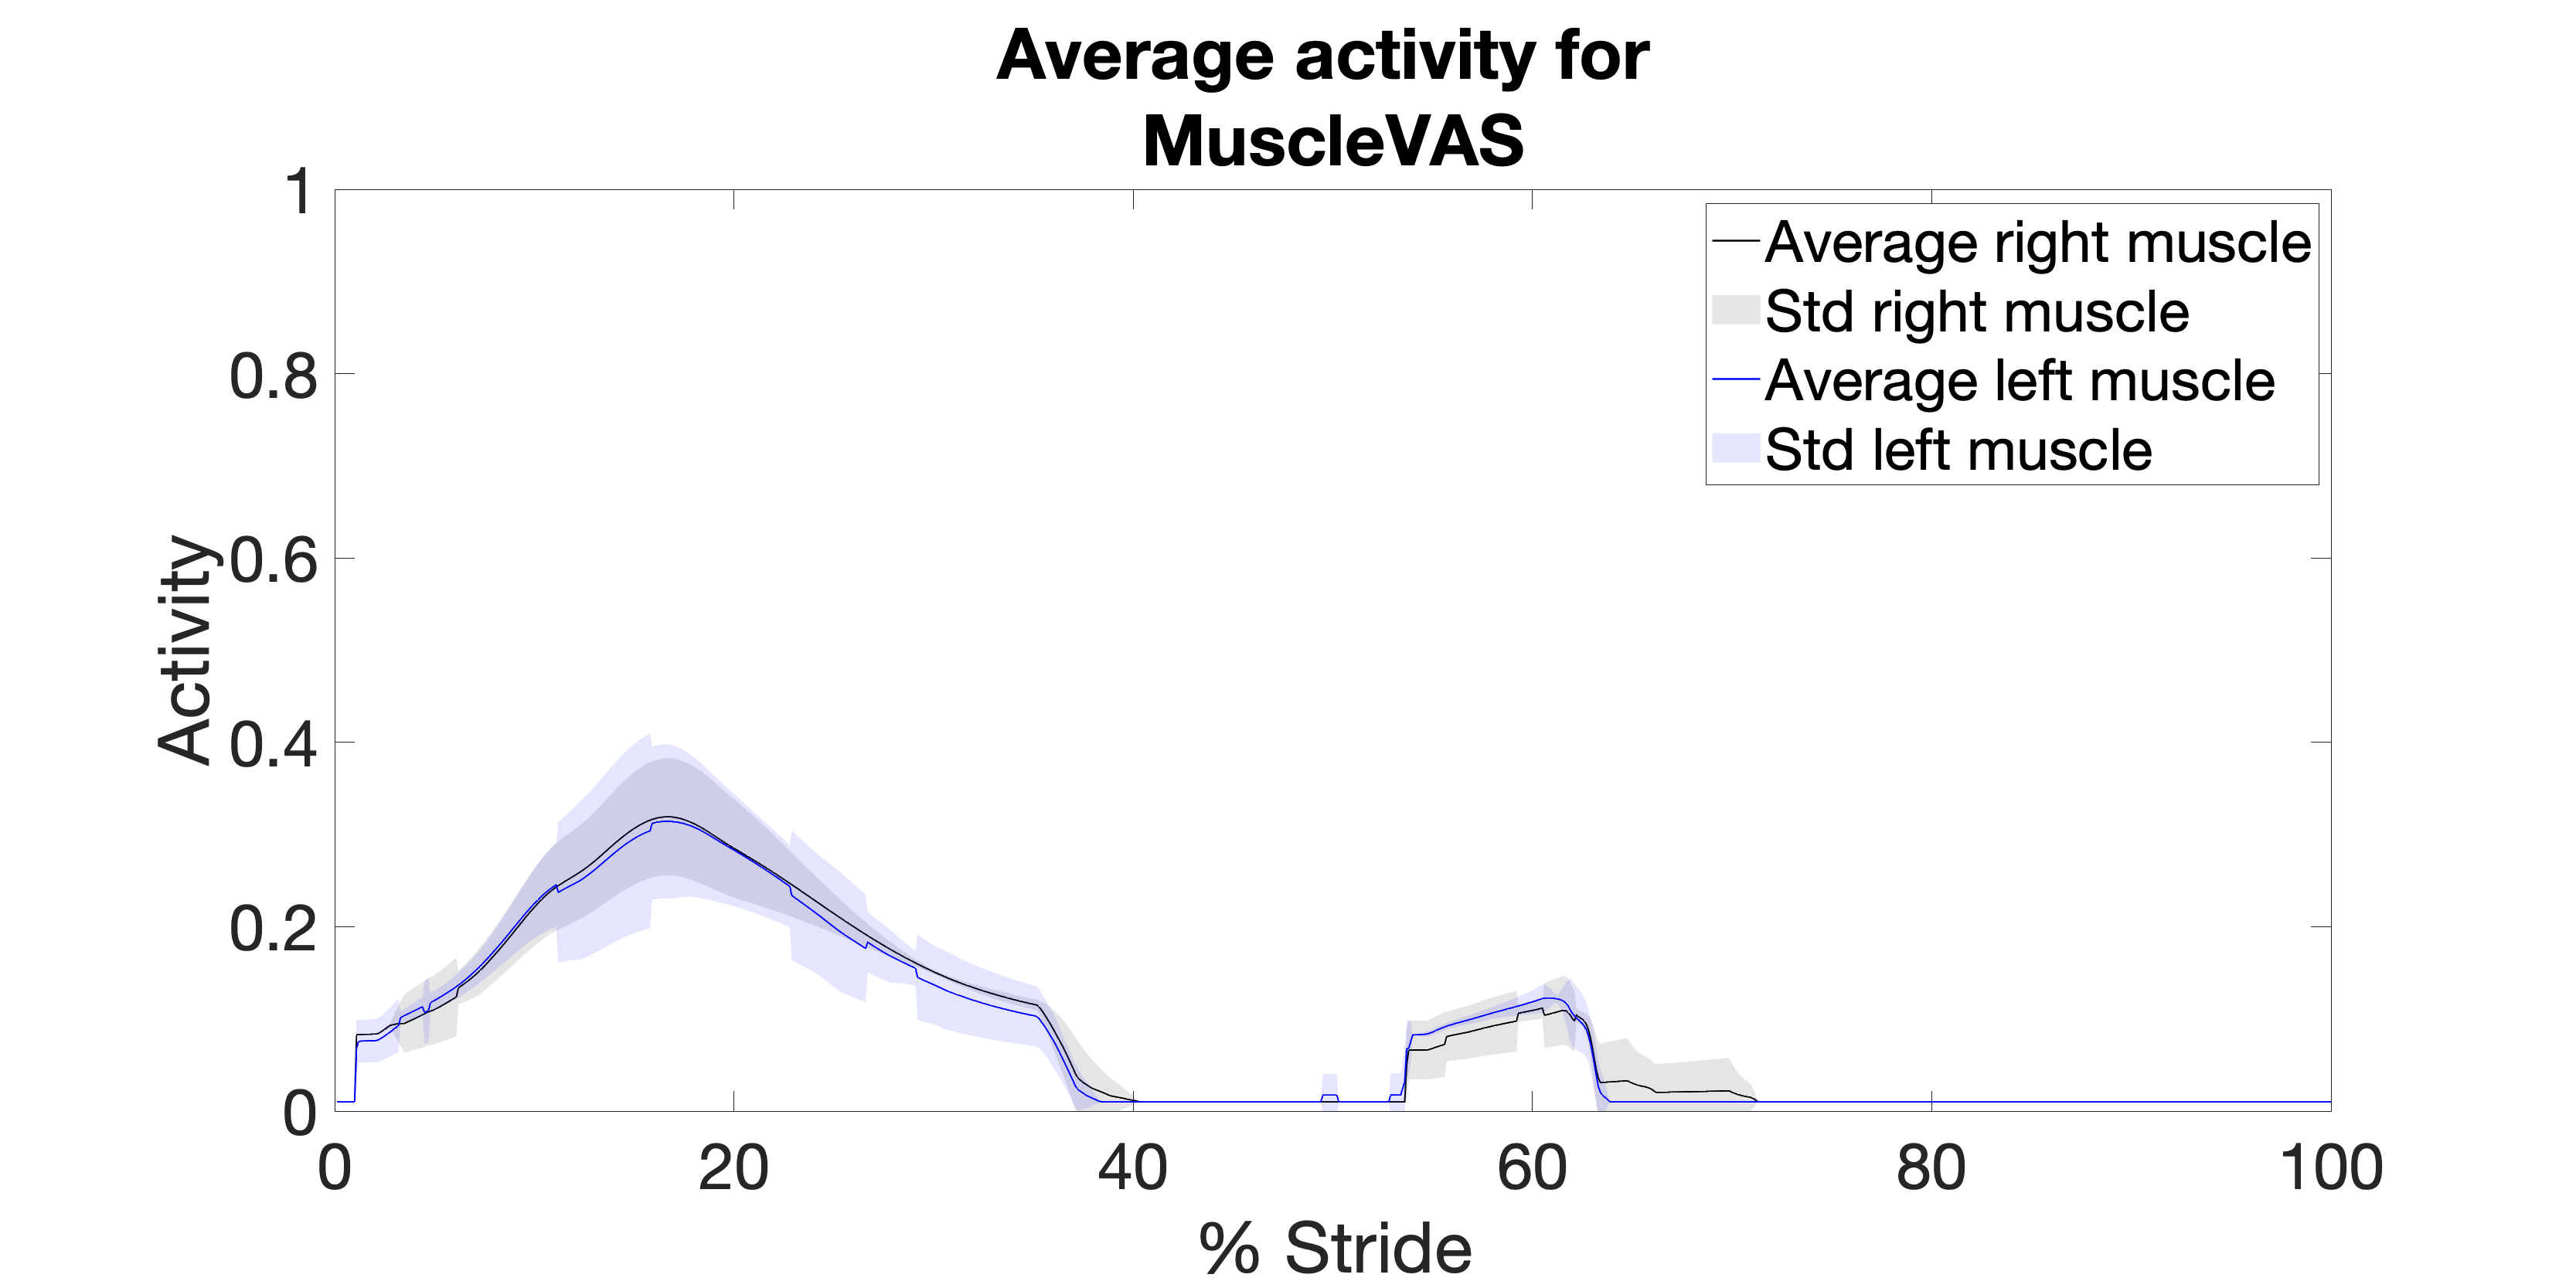 Average activity for
MuscleVAS
1
0.8
0.6
0.4
0.2
0
Activity
Average right muscle
Std right muscle
Average left muscle
Std left muscle
0 20 40 60 80 100
% Stride